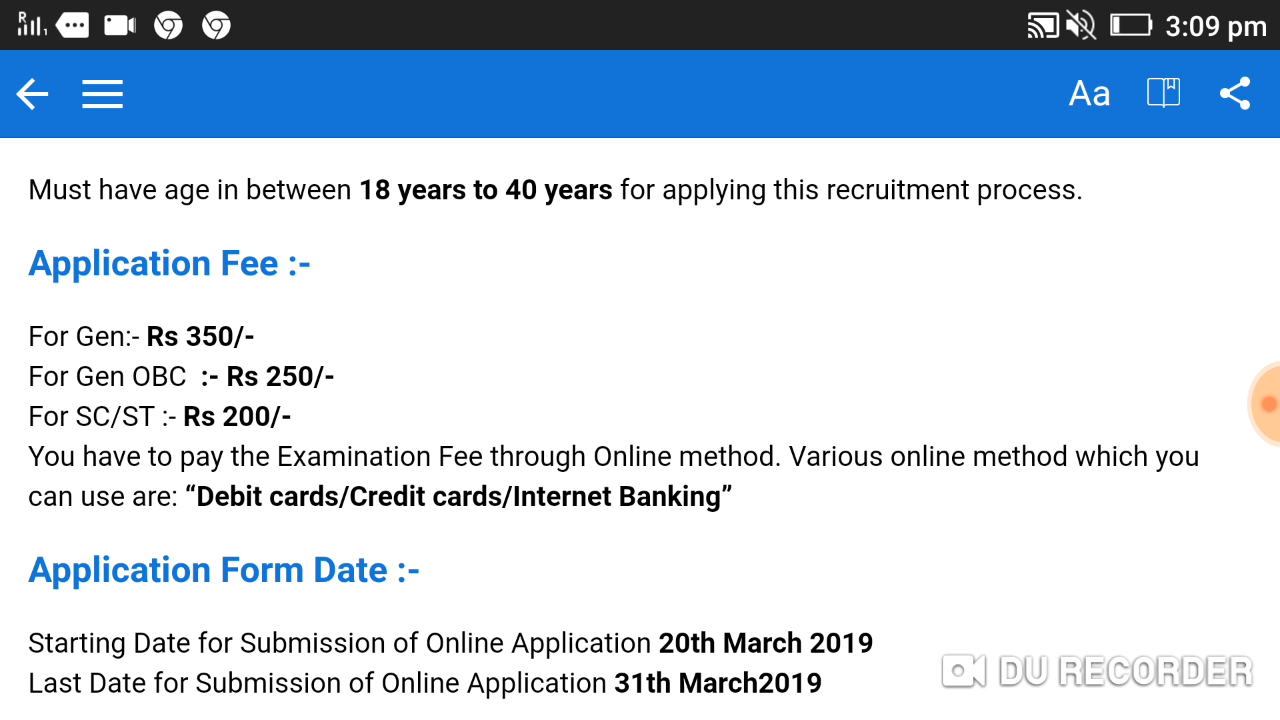 R 1 3:09 pm
Aa
Must have age in between 18 years to 40 years for applying this recruitment process.
Application Fee :-
For Gen:- Rs 350/-
For Gen OBC  :- Rs 250/-
For SC/ST :- Rs 200/-
You have to pay the Examination Fee through Online method. Various online method which you
can use are: “Debit cards/Credit cards/Internet Banking”
Application Form Date :-
Starting Date for Submission of Online Application 20th March 2019
Last Date for Submission of Online Application 31th March2019
DU RECORDER